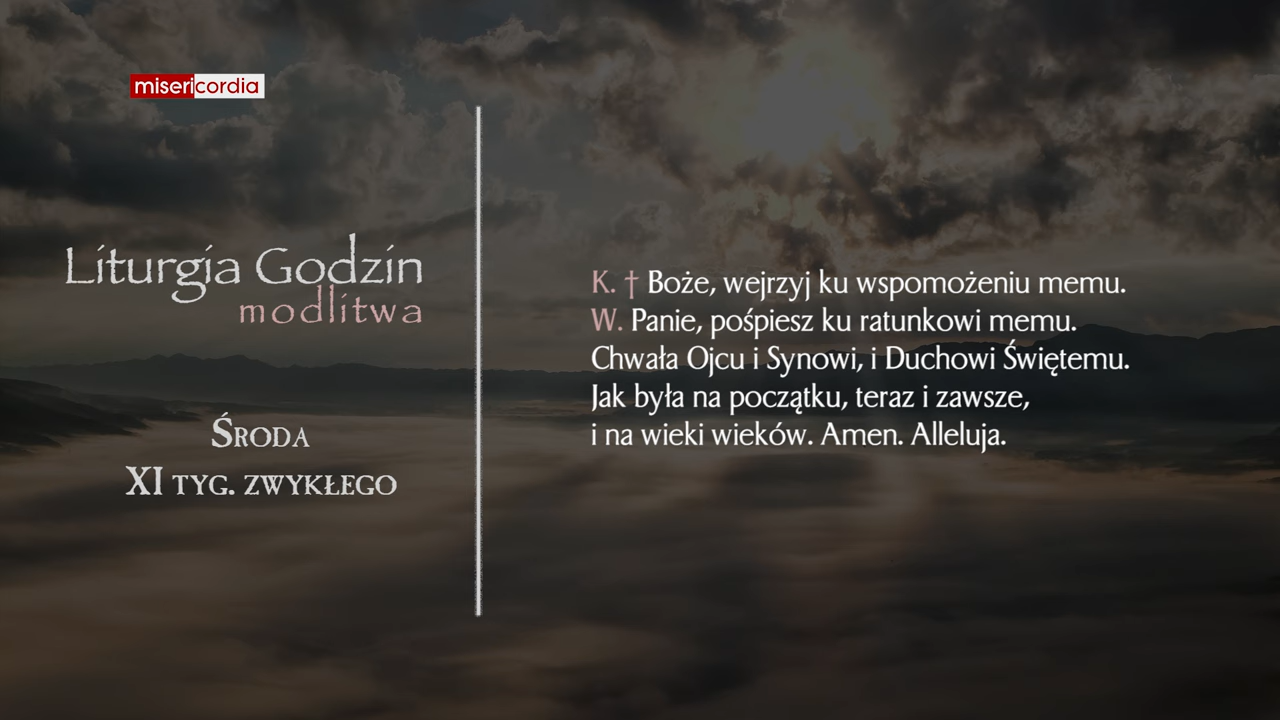 misericordia
Liturgia Godzin
modlitwa
Środa
XI tyg. zwykłego
K. † Boże, wejrzyj ku wspomożeniu memu.
W. Panie, pośpiesz ku ratunkowi memu.
Chwała Ojcu i Synowi, i Duchowi Świętemu.
Jak była na początku, teraz i zawsze,
i na wieki wieków. Amen. Alleluja.